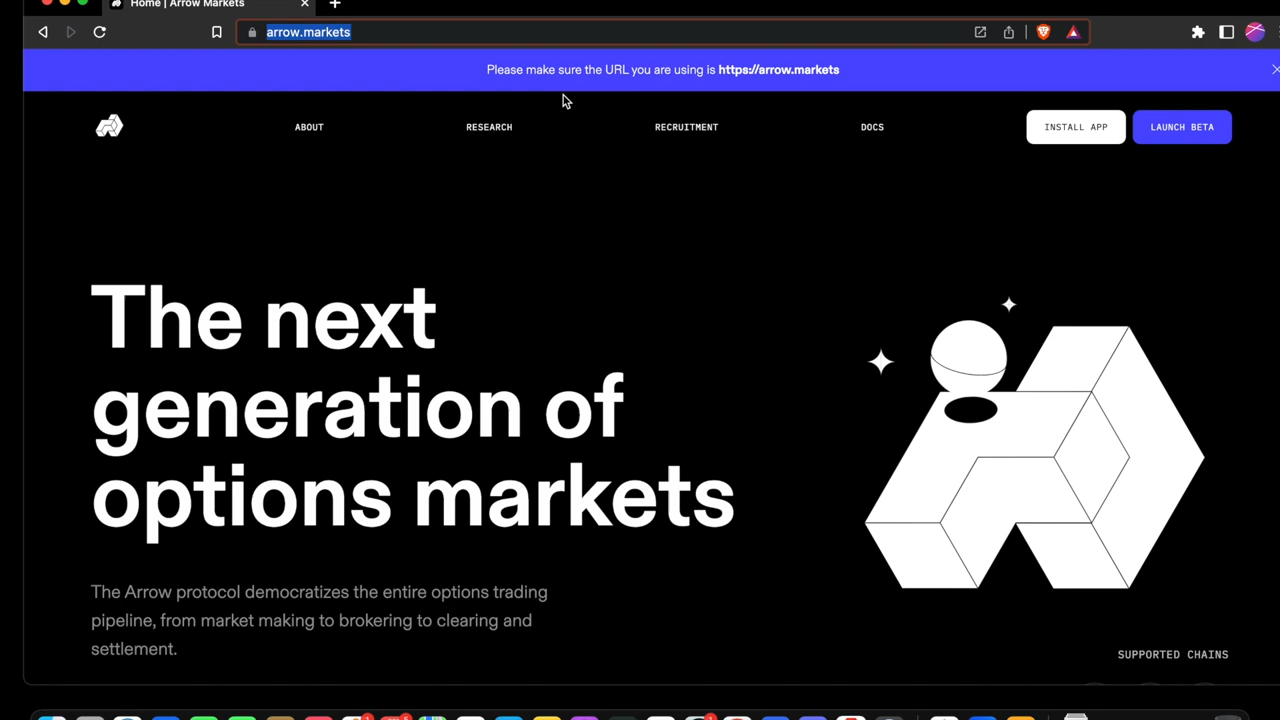 Home | Arrow Markets
arrow.markets
Please make sure the URL you are using is https://arrow.markets
ABOUT
RESEARCH
RECRUITMENT
DOCS
INSTALL APP
LAUNCH BETA
The next
generation of
options markets
The Arrow protocol democratizes the entire options trading
pipeline, from market making to brokering to clearing and
settlement.
SUPPORTED CHAINS